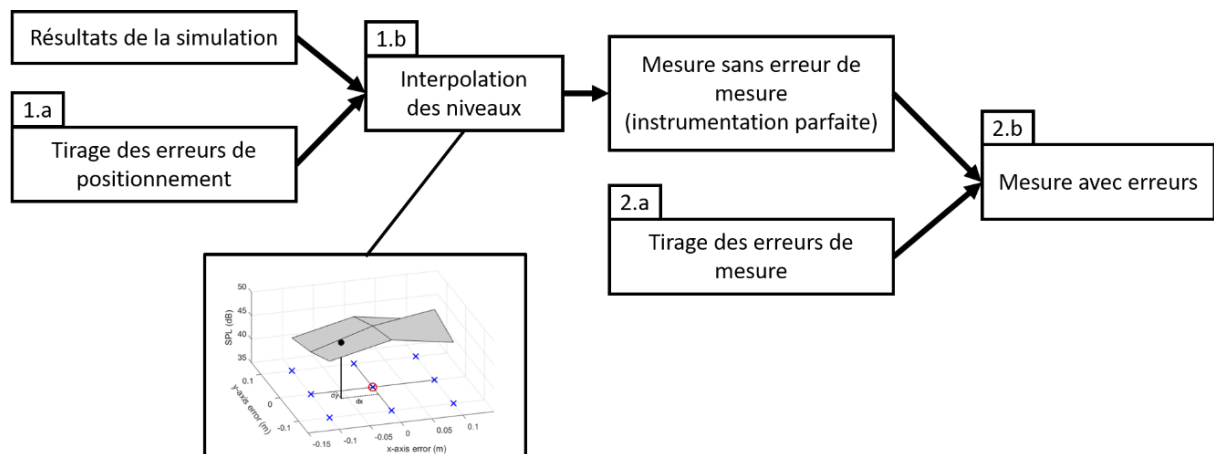 Résultats de la simulation
1.a
Tirage des erreurs de
positionnement
1.b
Interpolation
des niveaux
Mesure sans erreur de
mesure
(instrumentation parfaite)
2.a
Tirage des erreurs de
mesure
2.b
Mesure avec erreurs
50
45
40
35
SPL (dB)
0.1
0
-0.1
y-axis error (m)
dy
dx
-0.15
-0.1
-0.05
0
0.05
0.1
x-axis error (m)